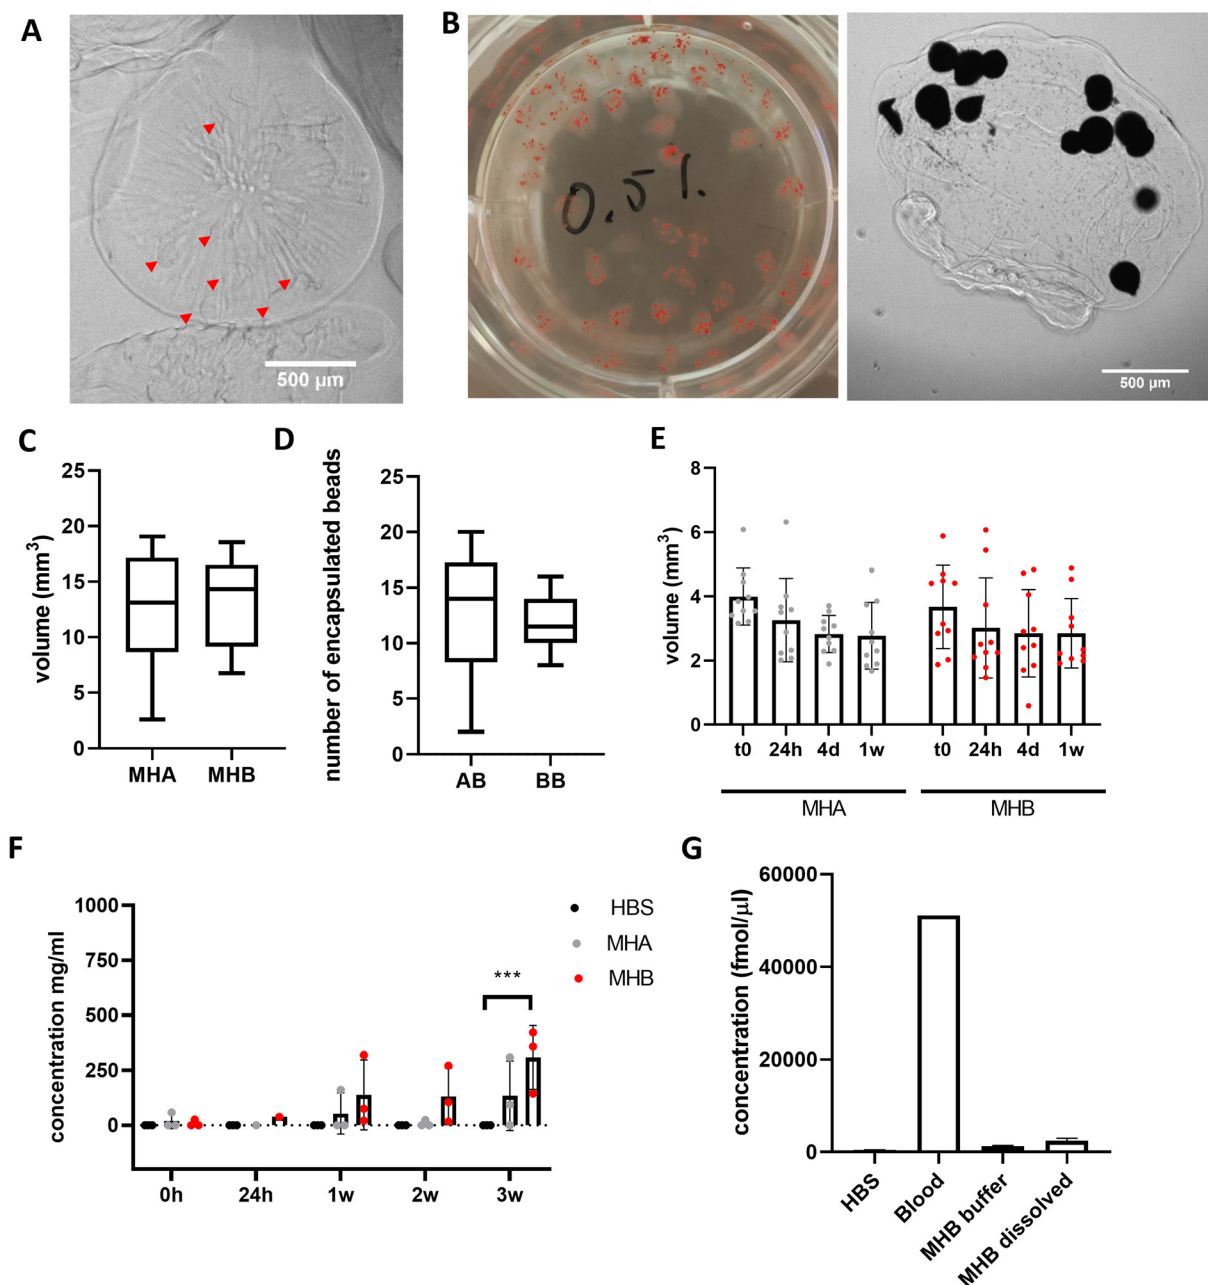 A
500 µm
B
0.5%.
500 µm
C
volume (mm³)
25
20
15
10
5
0
MHA
MHB
D
number of encapsulated beads
25
20
15
10
5
0
AB
BB
E
volume (mm³)
8
6
4
2
0
t0
24h
4d
1w
t0
24h
4d
1w
MHA
MHB
F
concentration mg/ml
1000
750
500
250
0
***
0h
24h
1w
2w
3w
HBS
MHA
MHB
G
concentration (fmol/µl)
60000
40000
20000
0
HBS
Blood
MHB buffer
MHB dissolved